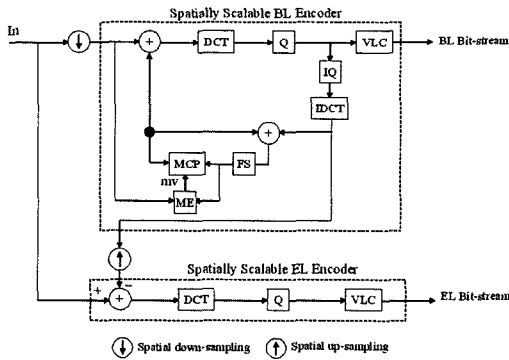 Spatially Scalable BL Encoder
In
+
DCT
Q
VLC
BL Bit-stream
IQ
IDCT
+
MCP
FS
mv
ME
Spatially Scalable EL Encoder
+
−
+
DCT
Q
VLC
EL Bit-stream
Spatial down-sampling
Spatial up-sampling